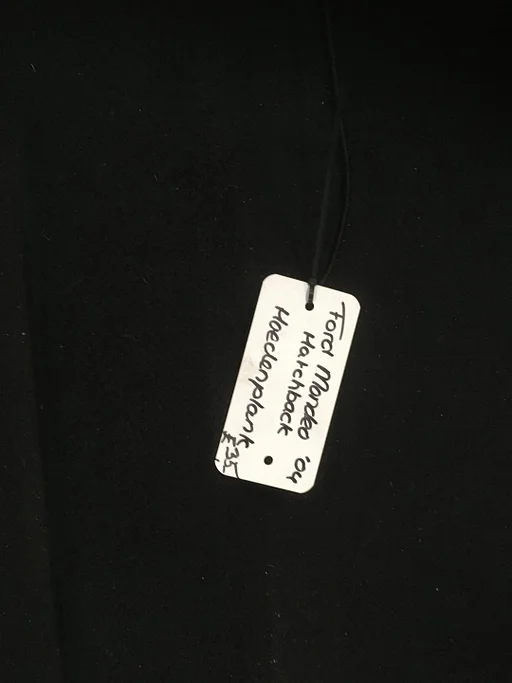 Ford Mondeo '04
Hatchback
Hoedenplank
£35